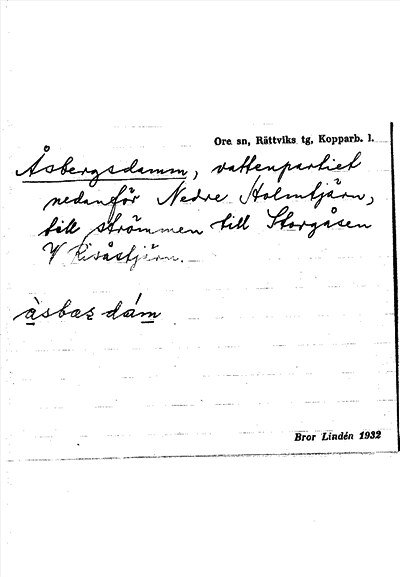 Ore sn, Rättviks tg, Kopparb. l.
Åsbergsdamm, vattenpartiet
nedanför Nedre Holmtjärn,
till strömmen till Storgåsen
V Risåstjärn.
àsbæs dám
Bror Lindén 1932